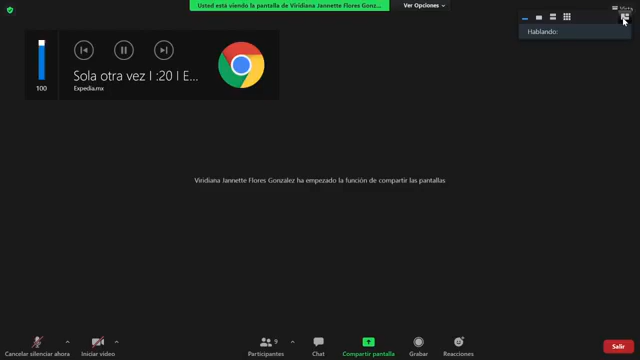 Usted está viendo la pantalla de Viridiana Jannette Flores Gonz...
Ver Opciones
Vista
Hablando:
100
Sola otra vez I :20 I E...
Expedia.mx
Viridiana Jannette Flores González ha empezado la función de compartir las pantallas
Cancelar silenciar ahora
Iniciar video
Participantes
9
Chat
Compartir pantalla
Grabar
Reacciones
Salir